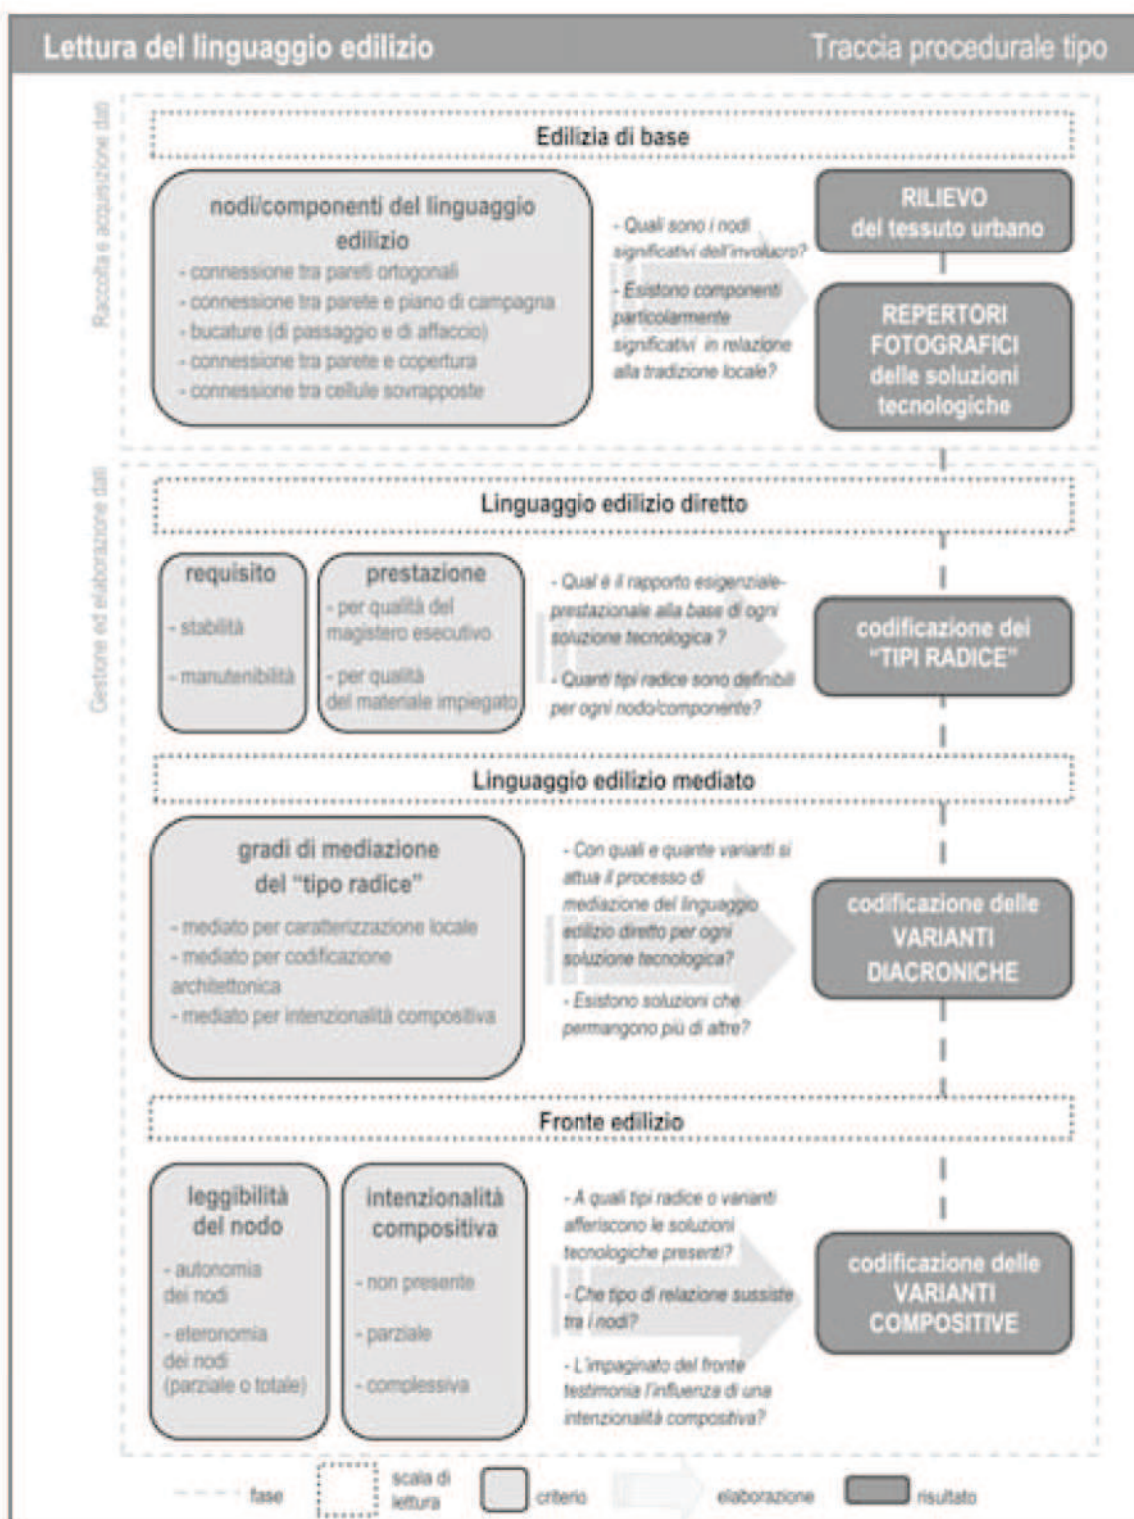 Lettura del linguaggio edilizio
Traccia procedurale tipo
Raccolta e acquisizione dati
Edilizia di base
nodi/componenti del linguaggio
edilizio
- connessione tra pareti ortogonali
- connessione tra parete e piano di campagna
- bucature (di passaggio e di affaccio)
- connessione tra parete e copertura
- connessione tra cellule sovrapposte
- Quali sono i nodi
significativi dell'involucro?
- Esistono componenti
particolarmente
significativi in relazione
alla tradizione locale?
RILIEVO
del tessuto urbano
REPERTORI
FOTOGRAFICI
delle soluzioni
tecnologiche
Gestione ed elaborazione dati
Linguaggio edilizio diretto
requisito
- stabilità
- manutenibilità
prestazione
- per qualità del
magistero esecutivo
- per qualità
del materiale impiegato
- Qual è il rapporto esigenziale-
prestazionale alla base di ogni
soluzione tecnologica ?
- Quanti tipi radice sono definibili
per ogni nodo/componente?
codificazione dei
“TIPI RADICE”
Linguaggio edilizio mediato
gradi di mediazione
del “tipo radice”
- mediato per caratterizzazione locale
- mediato per codificazione
architettonica
- mediato per intenzionalità compositiva
- Con quali e quante varianti si
attua il processo di
mediazione del linguaggio
edilizio diretto per ogni
soluzione tecnologica?
- Esistono soluzioni che
permangono più di altre?
codificazione delle
VARIANTI
DIACRONICHE
Fronte edilizio
leggibilità
del nodo
- autonomia
dei nodi
- eteronomia
dei nodi
(parziale o totale)
intenzionalità
compositiva
- non presente
- parziale
- complessiva
- A quali tipi radice o varianti
afferiscono le soluzioni
tecnologiche presenti?
- Che tipo di relazione sussiste
tra i nodi?
- L'impaginato del fronte
testimonia l'influenza di una
intenzionalità compositiva?
codificazione delle
VARIANTI
COMPOSITIVE
fase
scala di
lettura
criterio
elaborazione
risultato